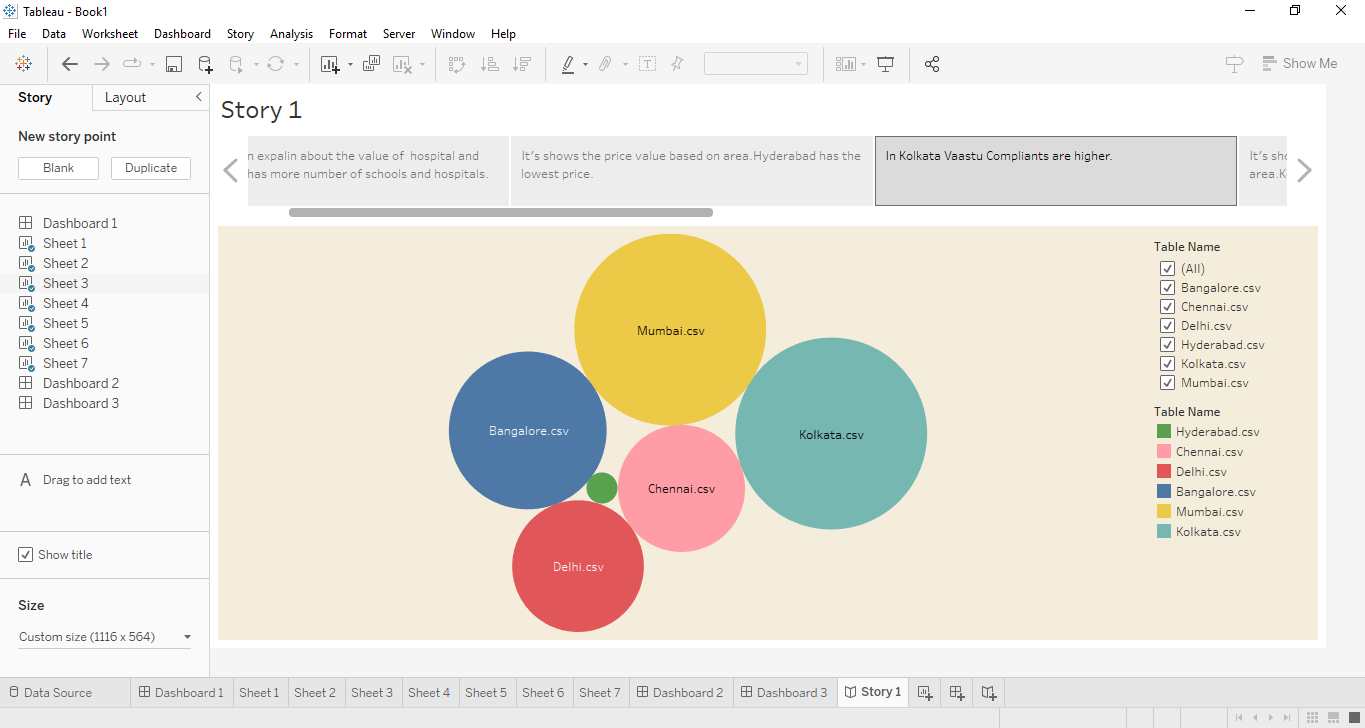 Tableau - Book1
File Data Worksheet Dashboard Story Analysis Format Server Window Help
Show Me
Story Layout
New story point
Blank Duplicate
Dashboard 1
Sheet 1
Sheet 2
Sheet 3
Sheet 4
Sheet 5
Sheet 6
Sheet 7
Dashboard 2
Dashboard 3
A Drag to add text
Show title
Size
Custom size (1116 x 564)
Story 1
n expalin about the value of hospital and
has more number of schools and hospitals.
It's shows the price value based on area.Hyderabad has the
lowest price.
In Kolkata Vaastu Compliants are higher.
It's sho
area.K
Mumbai.csv
Bangalore.csv
Kolkata.csv
Chennai.csv
Delhi.csv
Table Name
(All)
Bangalore.csv
Chennai.csv
Delhi.csv
Hyderabad.csv
Kolkata.csv
Mumbai.csv
Table Name
Hyderabad.csv
Chennai.csv
Delhi.csv
Bangalore.csv
Mumbai.csv
Kolkata.csv
Data Source Dashboard 1 Sheet 1 Sheet 2 Sheet 3 Sheet 4 Sheet 5 Sheet 6 Sheet 7 Dashboard 2 Dashboard 3 Story 1